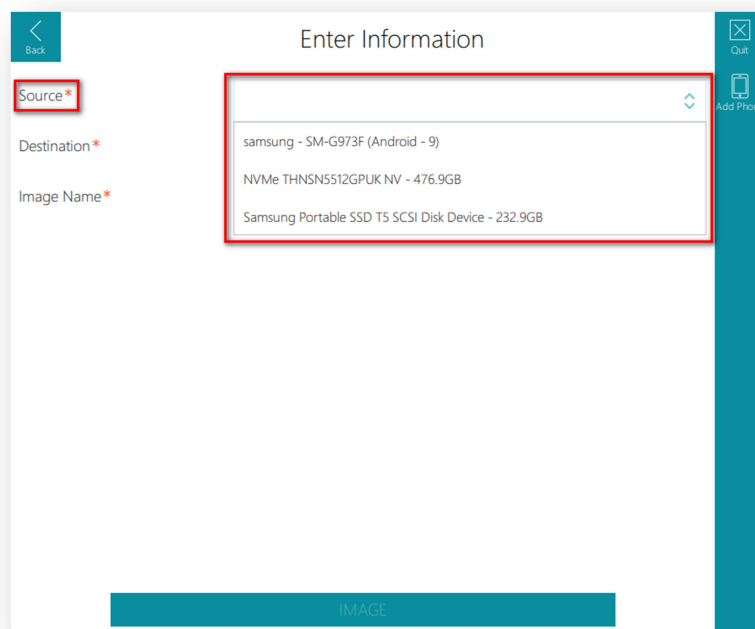 Back
Enter Information
Quit
Source*
Add Phon
Destination*
samsung - SM-G973F (Android - 9)
NVMe THNSN5512GPUK NV - 476.9GB
Image Name*
Samsung Portable SSD T5 SCSI Disk Device - 232.9GB
IMAGE